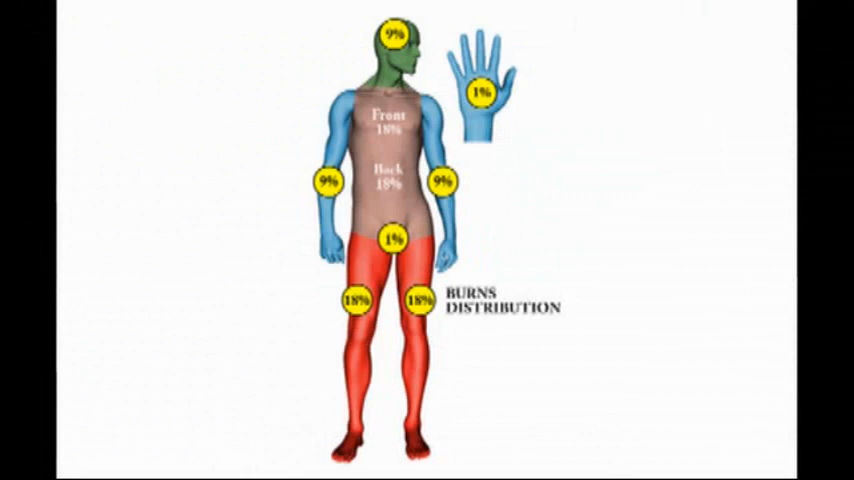 9%
1%
Front
18%
Back
18%
9%
9%
1%
18%
18%
BURNS
DISTRIBUTION